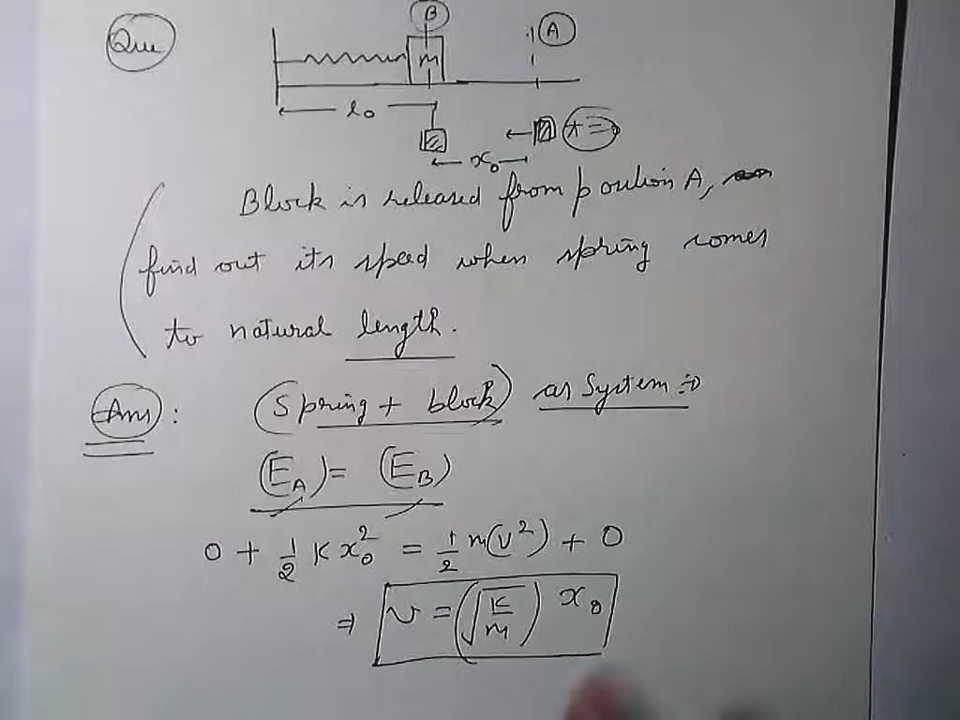 Que
B
A
m
l₀
x₀
Block is released from position A,
find out its speed when spring comes
to natural length.
Ans : (Spring + block) as System :-
(E_A) = (E_B)
0 + 1/2 K x₀² = 1/2 m(v²) + 0
⇒ v = (√(K/m)) x₀